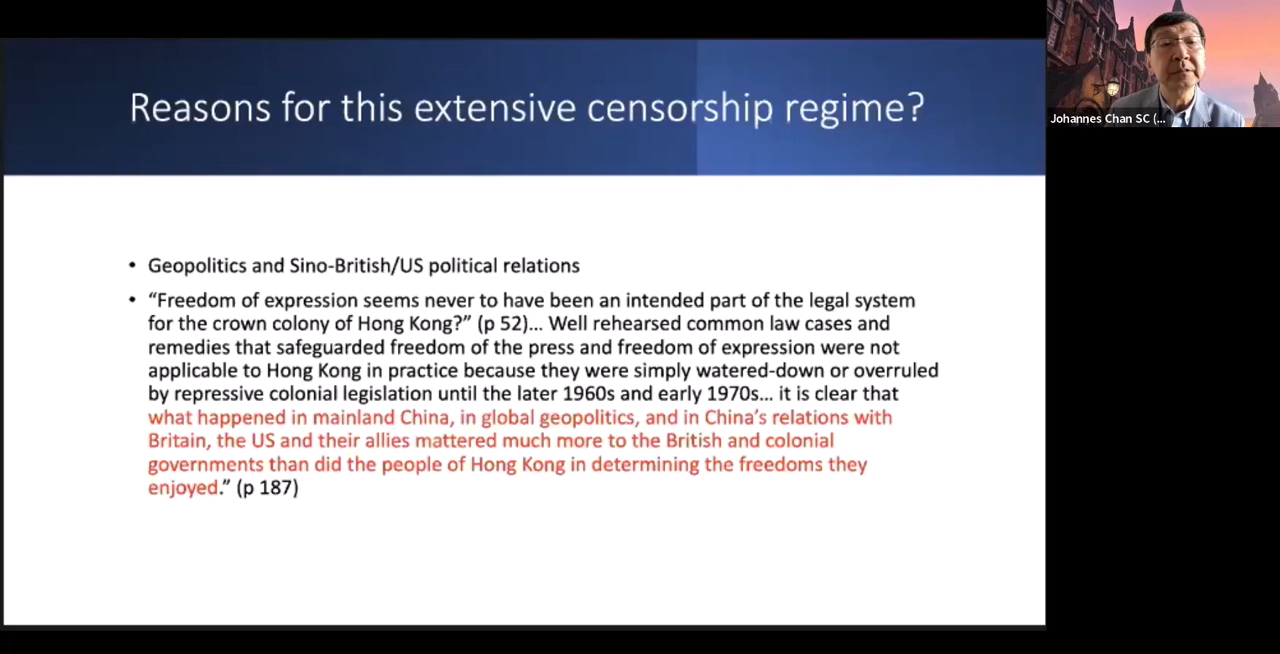 Reasons for this extensive censorship regime?
Johannes Chan SC (...
• Geopolitics and Sino-British/US political relations
• “Freedom of expression seems never to have been an intended part of the legal system
for the crown colony of Hong Kong?” (p 52)... Well rehearsed common law cases and
remedies that safeguarded freedom of the press and freedom of expression were not
applicable to Hong Kong in practice because they were simply watered-down or overruled
by repressive colonial legislation until the later 1960s and early 1970s... it is clear that
what happened in mainland China, in global geopolitics, and in China’s relations with
Britain, the US and their allies mattered much more to the British and colonial
governments than did the people of Hong Kong in determining the freedoms they
enjoyed.” (p 187)